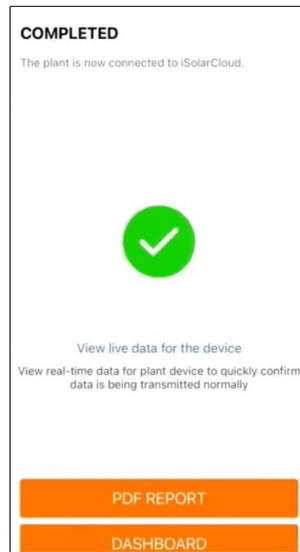 COMPLETED
The plant is now connected to iSolarCloud.
View live data for the device
View real-time data for plant device to quickly confirm
data is being transmitted normally
PDF REPORT
DASHBOARD